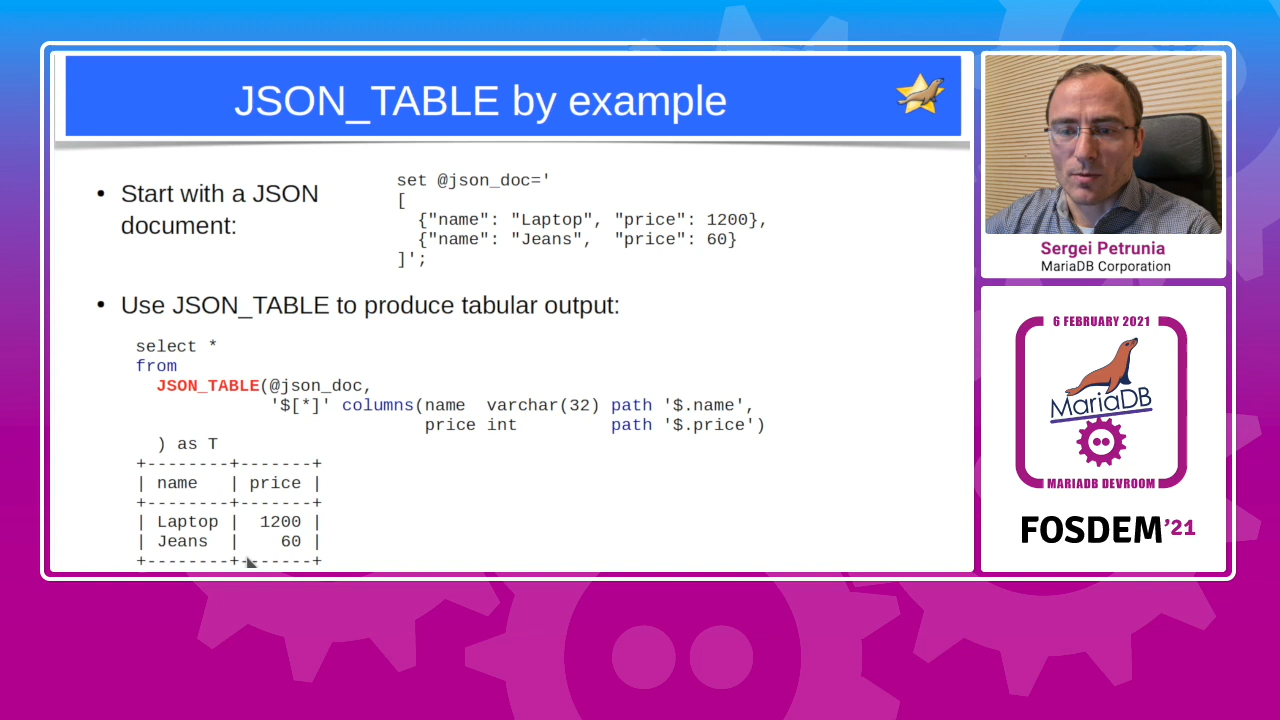 JSON_TABLE by example
• Start with a JSON
document:
set @json_doc='
[
  {"name": "Laptop", "price": 1200},
  {"name": "Jeans",  "price": 60}
]';
• Use JSON_TABLE to produce tabular output:
select *
from
  JSON_TABLE(@json_doc,
             '$[*]' columns(name  varchar(32) path '$.name',
                            price int         path '$.price')
  ) as T
+--------+-------+
| name   | price |
+--------+-------+
| Laptop |  1200 |
| Jeans  |    60 |
+--------+-------+
Sergei Petrunia
MariaDB Corporation
6 FEBRUARY 2021
MariaDB
MARIADB DEVROOM
FOSDEM'21